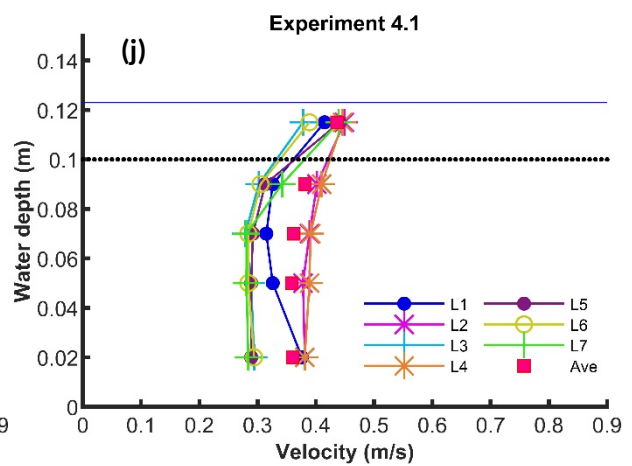 Experiment 4.1
(j)
0.14
0.12
0.1
0.08
0.06
0.04
0.02
0
Water depth (m)
L1 L5
L2 L6
L3 L7
L4 Ave
9 0 0.1 0.2 0.3 0.4 0.5 0.6 0.7 0.8 0.9
Velocity (m/s)